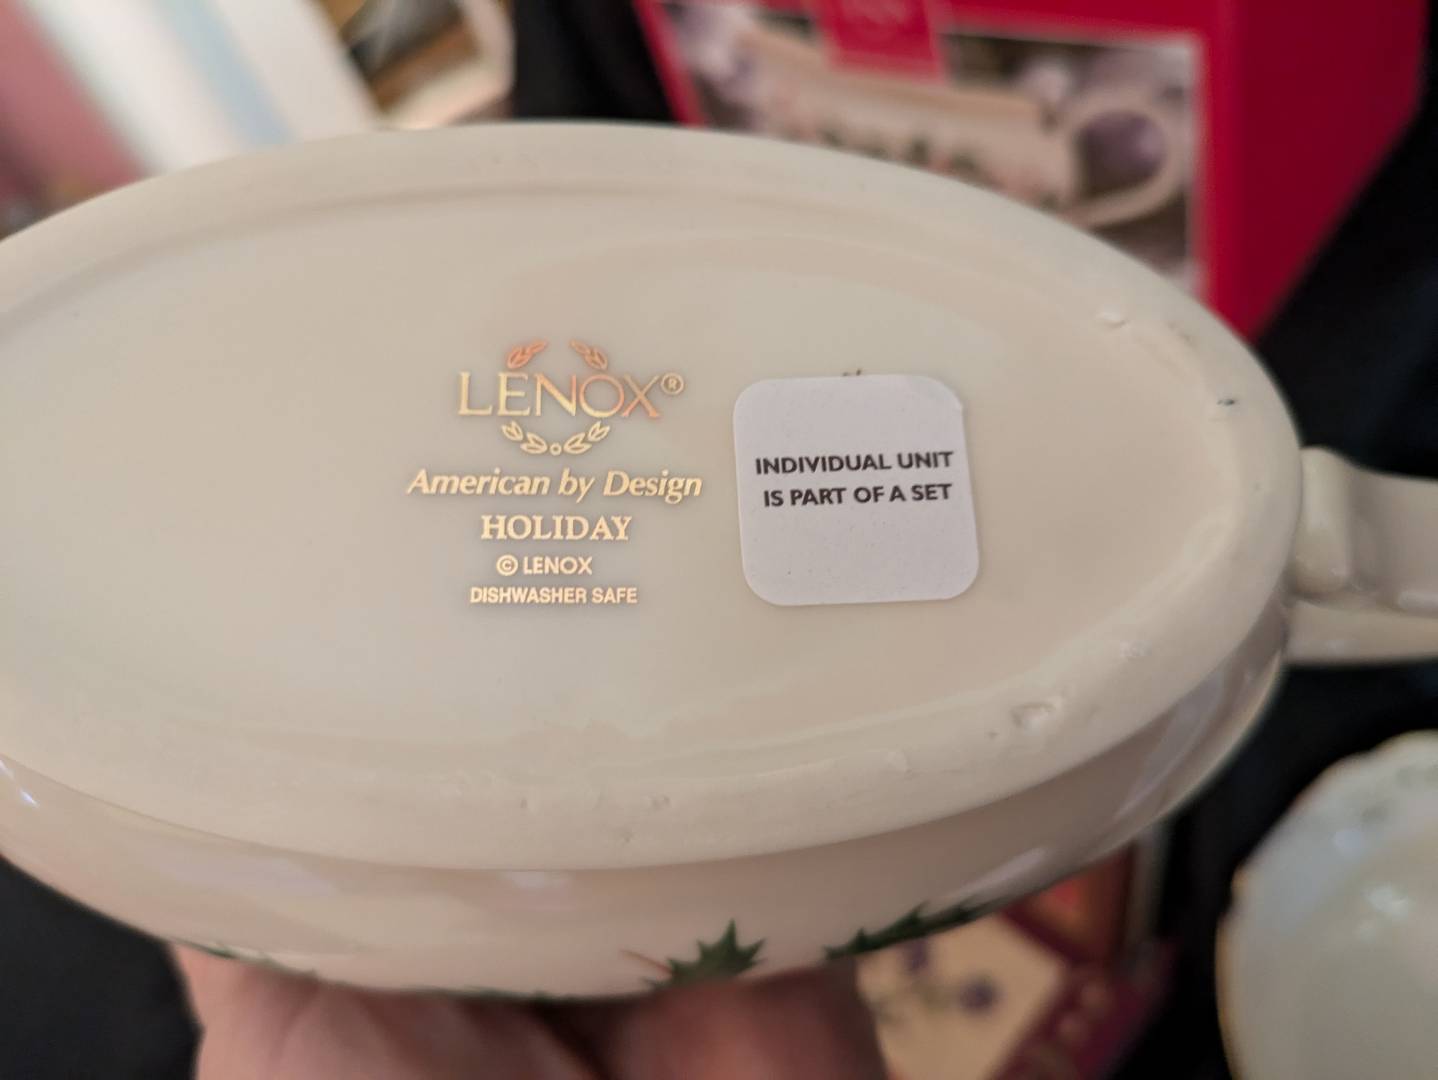 LENOX®
American by Design
HOLIDAY
© LENOX
DISHWASHER SAFE
INDIVIDUAL UNIT
IS PART OF A SET